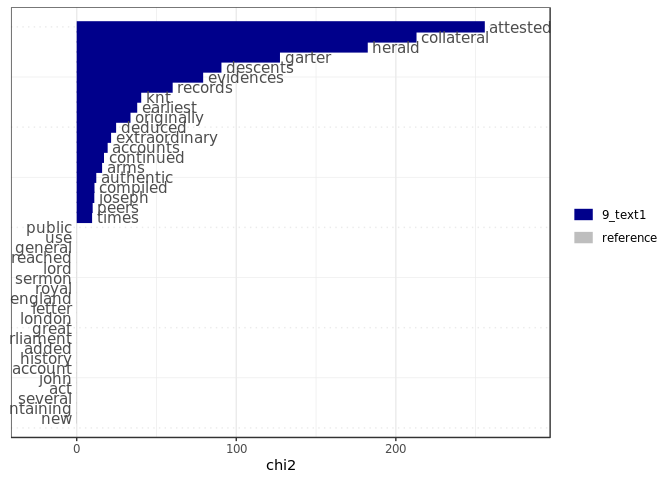 attested
collateral
herald
garter
descents
evidences
records
knt
earliest
originally
deduced
extraordinary
accounts
continued
arms
authentic
compiled
joseph
peers
times
public
use
general
reached
lord
sermon
royal
england
letter
london
great
rliament
added
history
account
john
act
several
ntaining
new
9_text1
reference
0 100 200
chi2